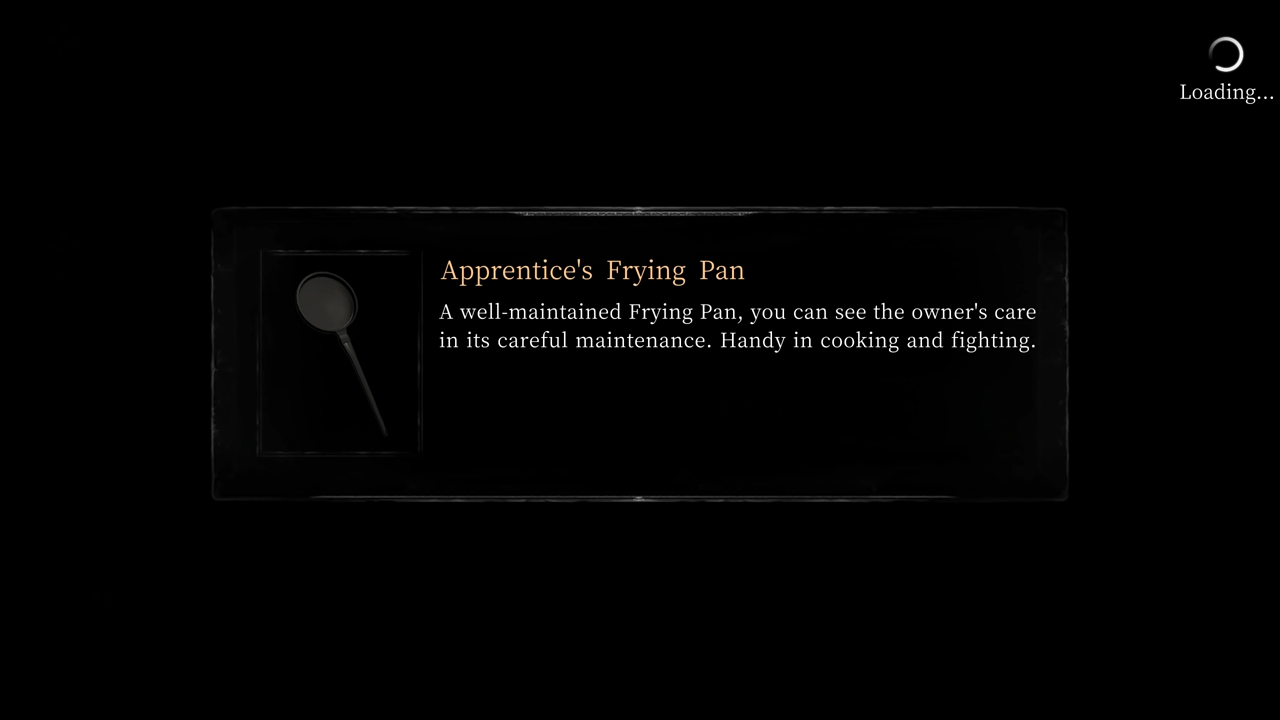 Loading...
Apprentice's Frying Pan
A well-maintained Frying Pan, you can see the owner's care
in its careful maintenance. Handy in cooking and fighting.